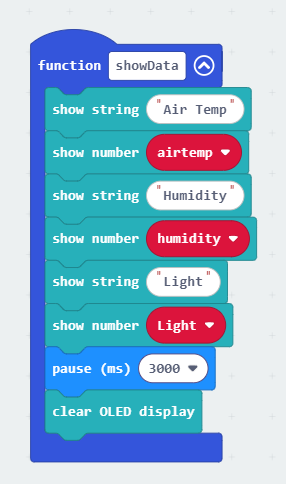 function showData
show string "Air Temp"
show number airtemp
show string "Humidity"
show number humidity
show string "Light"
show number Light
pause (ms) 3000
clear OLED display